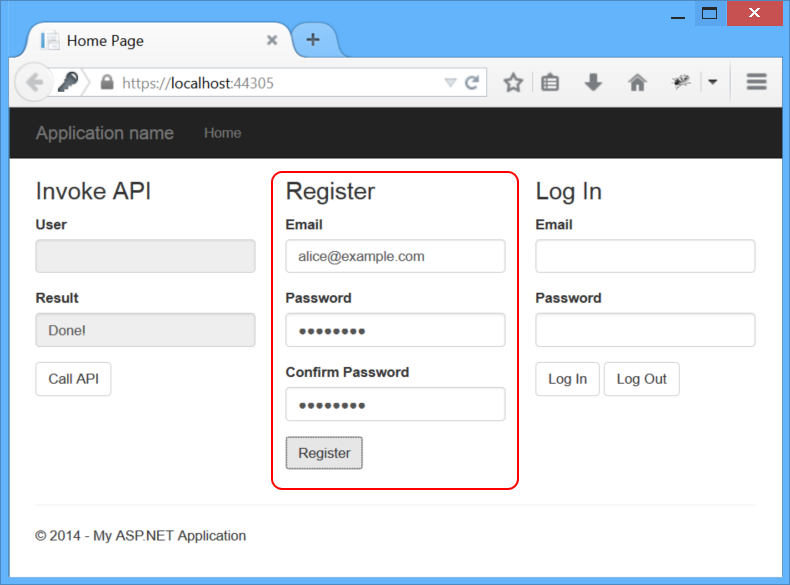 Home Page
https://localhost:44305
Application name
Home
Invoke API
User
Result
Done!
Call API
Register
Email
alice@example.com
Password
●●●●●●●●
Confirm Password
●●●●●●●●
Register
Log In
Email
Password
Log In
Log Out
© 2014 - My ASP.NET Application